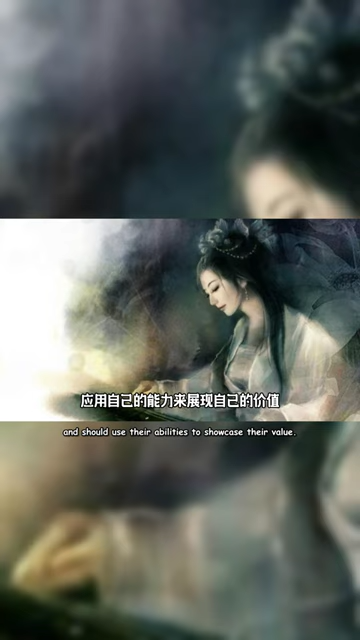 应用自己的能力来展现自己的价值
and should use their abilities to showcase their value.